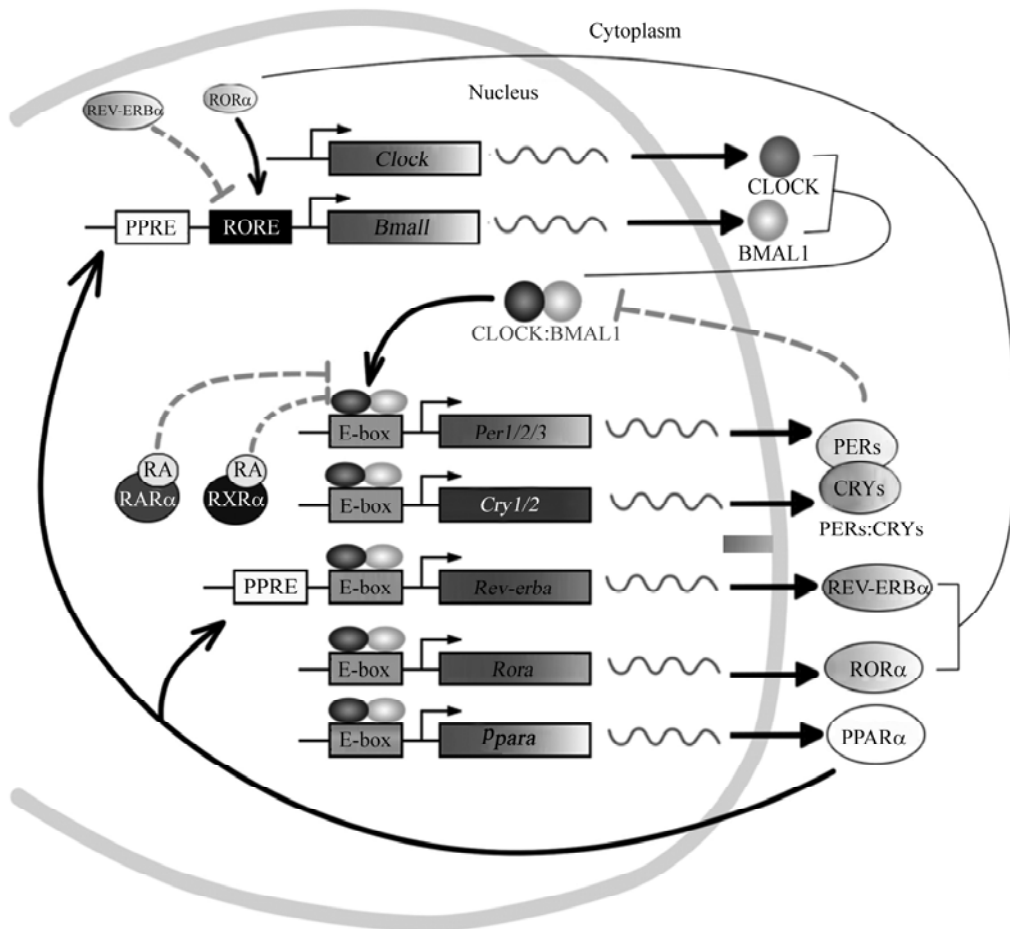 Cytoplasm
Nucleus
REV-ERBα
RORα
Clock
CLOCK
PPRE
RORE
Bmall
BMAL1
CLOCK:BMAL1
E-box
Per1/2/3
PERs
RA
RA
RARα
RXRα
E-box
Cry1/2
CRYs
PERs:CRYs
PPRE
E-box
Rev-erba
REV-ERBα
E-box
Rora
RORα
E-box
Ppara
PPARα